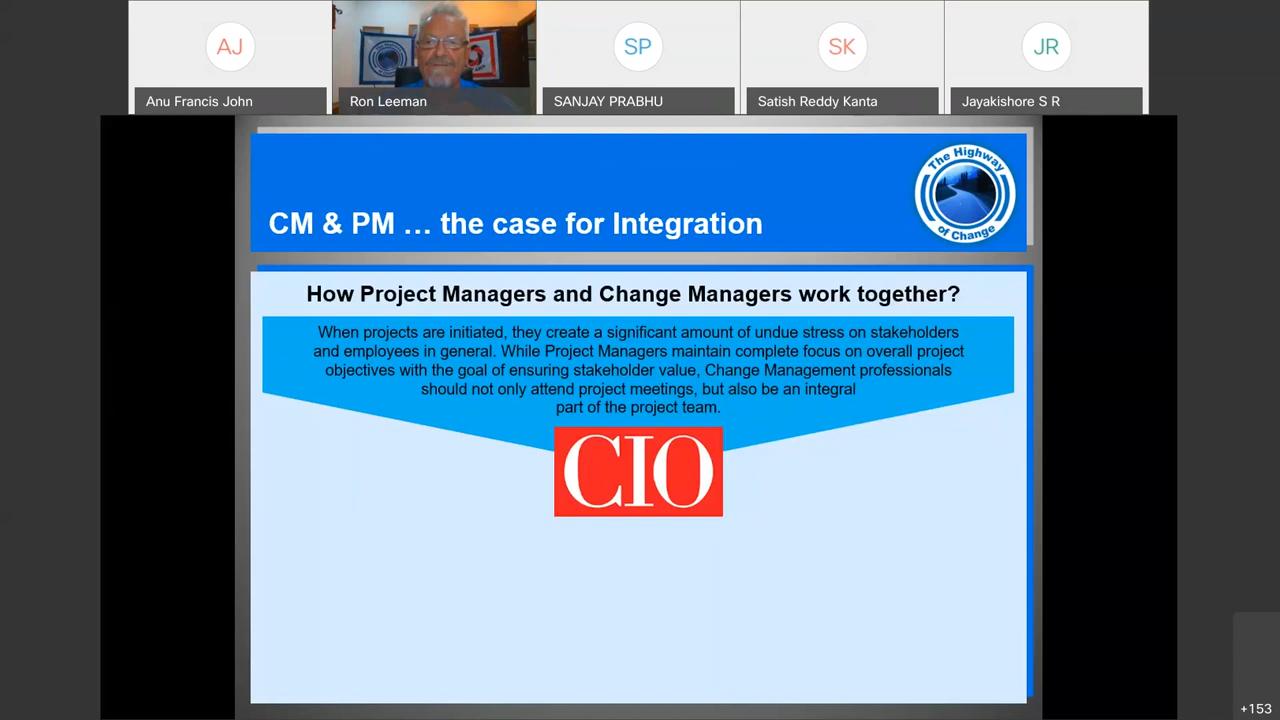 AJ
SP
SK
JR
Anu Francis John
Ron Leeman
SANJAY PRABHU
Satish Reddy Kanta
Jayakishore S R
The Highway
of Change
CM & PM … the case for Integration
How Project Managers and Change Managers work together?
When projects are initiated, they create a significant amount of undue stress on stakeholders
and employees in general. While Project Managers maintain complete focus on overall project
objectives with the goal of ensuring stakeholder value, Change Management professionals
should not only attend project meetings, but also be an integral
part of the project team.
CIO
+153